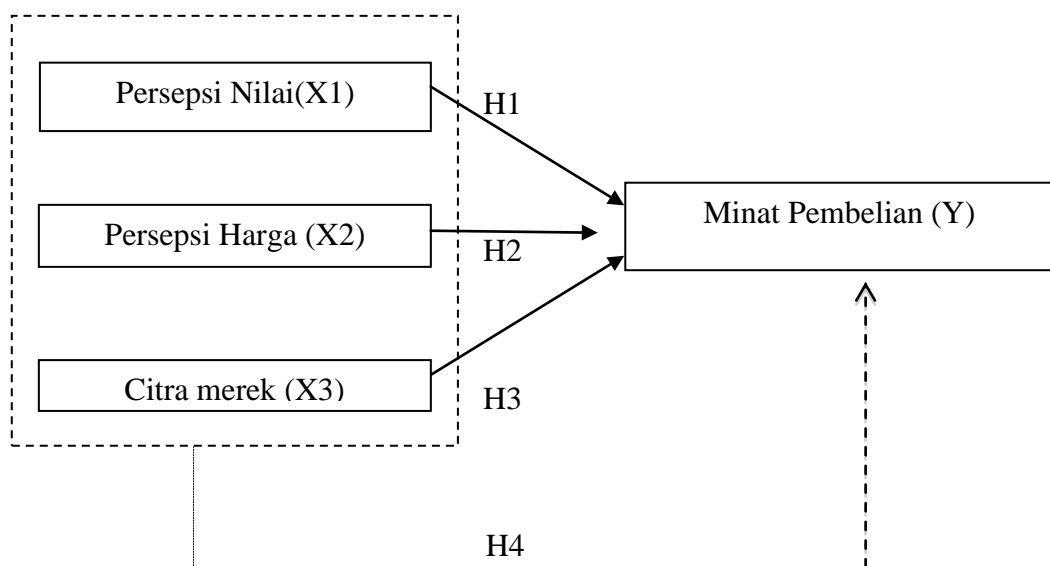 Persepsi Nilai(X1)
H1
Minat Pembelian (Y)
Persepsi Harga (X2)
H2
Citra merek (X3)
H3
H4